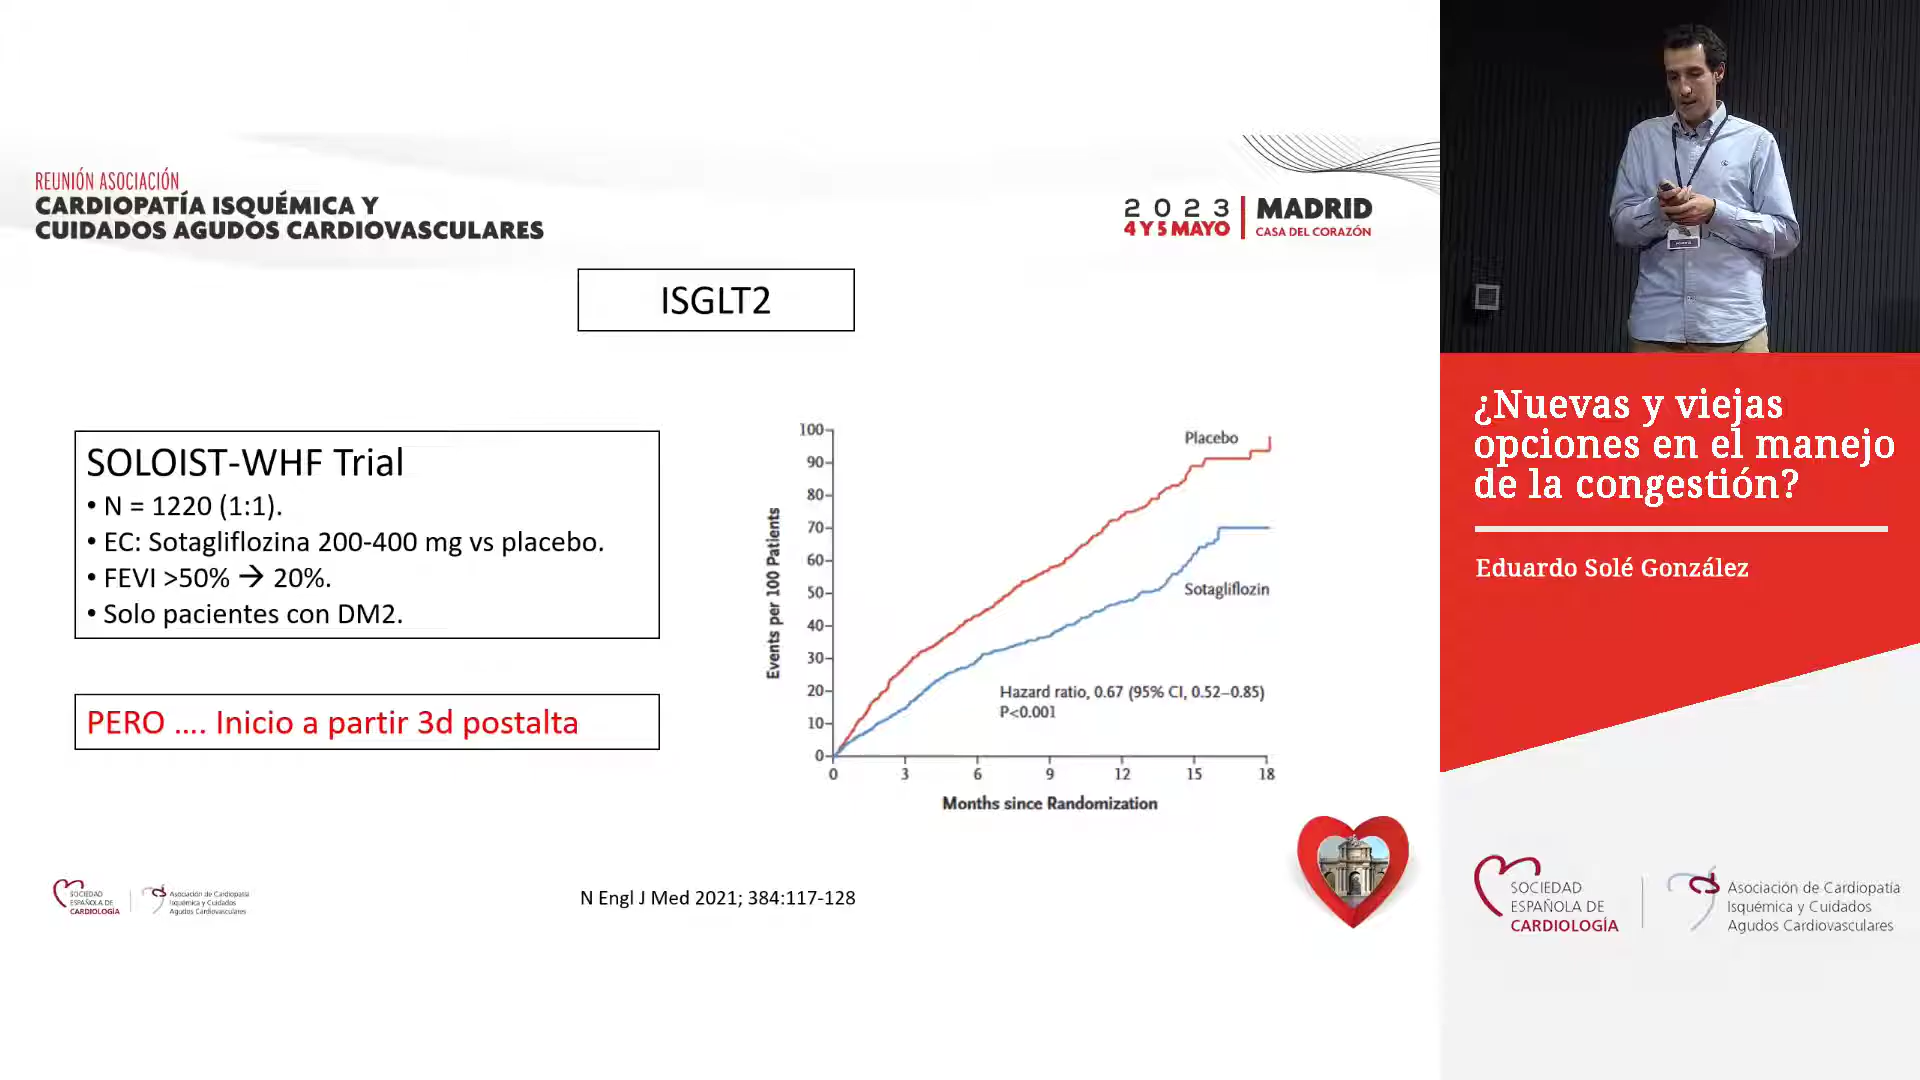 REUNIÓN ASOCIACIÓN
CARDIOPATÍA ISQUÉMICA Y
CUIDADOS AGUDOS CARDIOVASCULARES
2023
4 Y 5 MAYO
MADRID
CASA DEL CORAZÓN
ISGLT2
SOLOIST-WHF Trial
• N = 1220 (1:1).
• EC: Sotagliflozina 200-400 mg vs placebo.
• FEVI >50% → 20%.
• Solo pacientes con DM2.
PERO .... Inicio a partir 3d postalta
Events per 100 Patients
100
90
80
70
60
50
40
30
20
10
0
Placebo
Sotagliflozin
Hazard ratio, 0.67 (95% CI, 0.52–0.85)
P<0.001
0 3 6 9 12 15 18
Months since Randomization
SOCIEDAD
ESPAÑOLA DE
CARDIOLOGÍA
Asociación de Cardiopatía
Isquémica y Cuidados
Agudos Cardiovasculares
N Engl J Med 2021; 384:117-128
¿Nuevas y viejas
opciones en el manejo
de la congestión?
Eduardo Solé González
SOCIEDAD
ESPAÑOLA DE
CARDIOLOGÍA
Asociación de Cardiopatía
Isquémica y Cuidados
Agudos Cardiovasculares